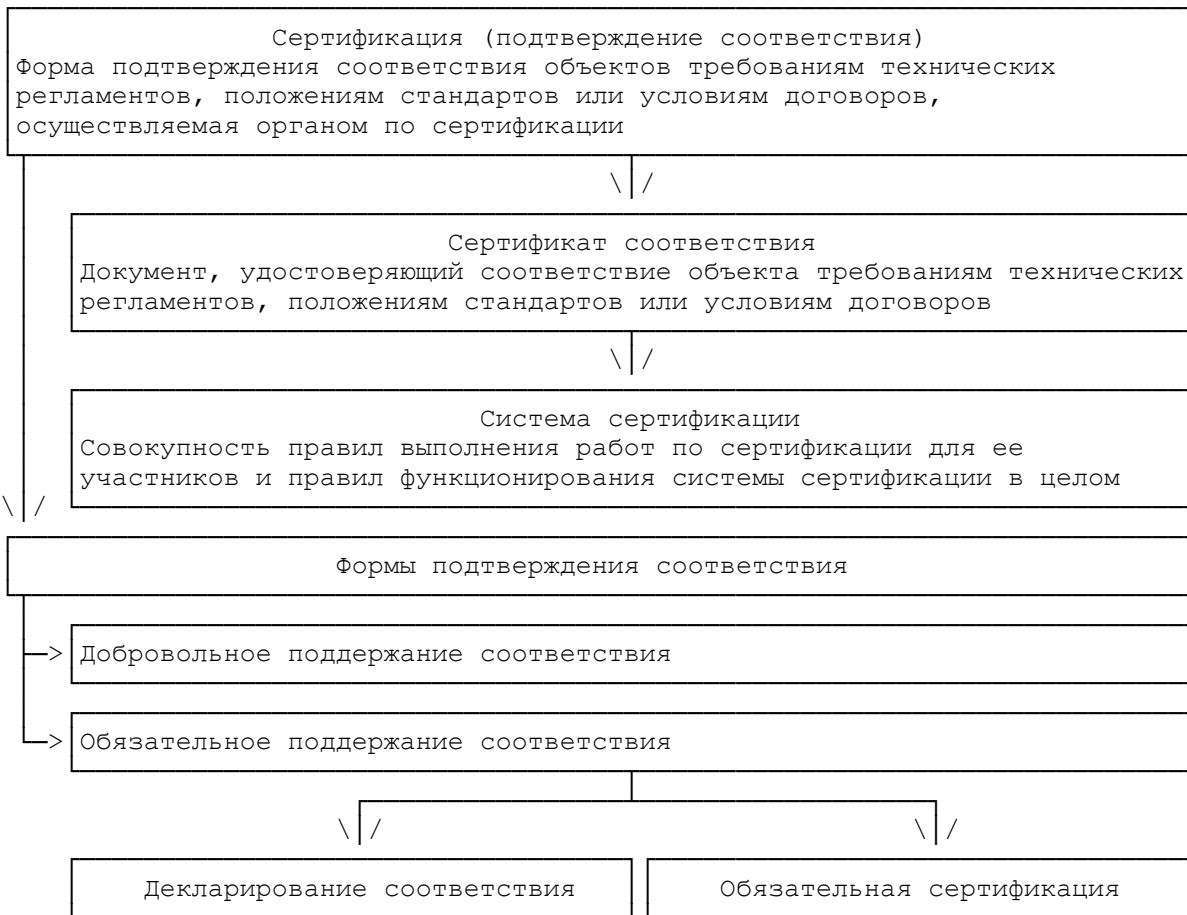 Сертификация (подтверждение соответствия)
Форма подтверждения соответствия объектов требованиям технических
регламентов, положениям стандартов или условиям договоров,
осуществляемая органом по сертификации
Сертификат соответствия
Документ, удостоверяющий соответствие объекта требованиям технических
регламентов, положениям стандартов или условиям договоров
Система сертификации
Совокупность правил выполнения работ по сертификации для ее
участников и правил функционирования системы сертификации в целом
Формы подтверждения соответствия
Добровольное поддержание соответствия
Обязательное поддержание соответствия
Декларирование соответствия
Обязательная сертификация